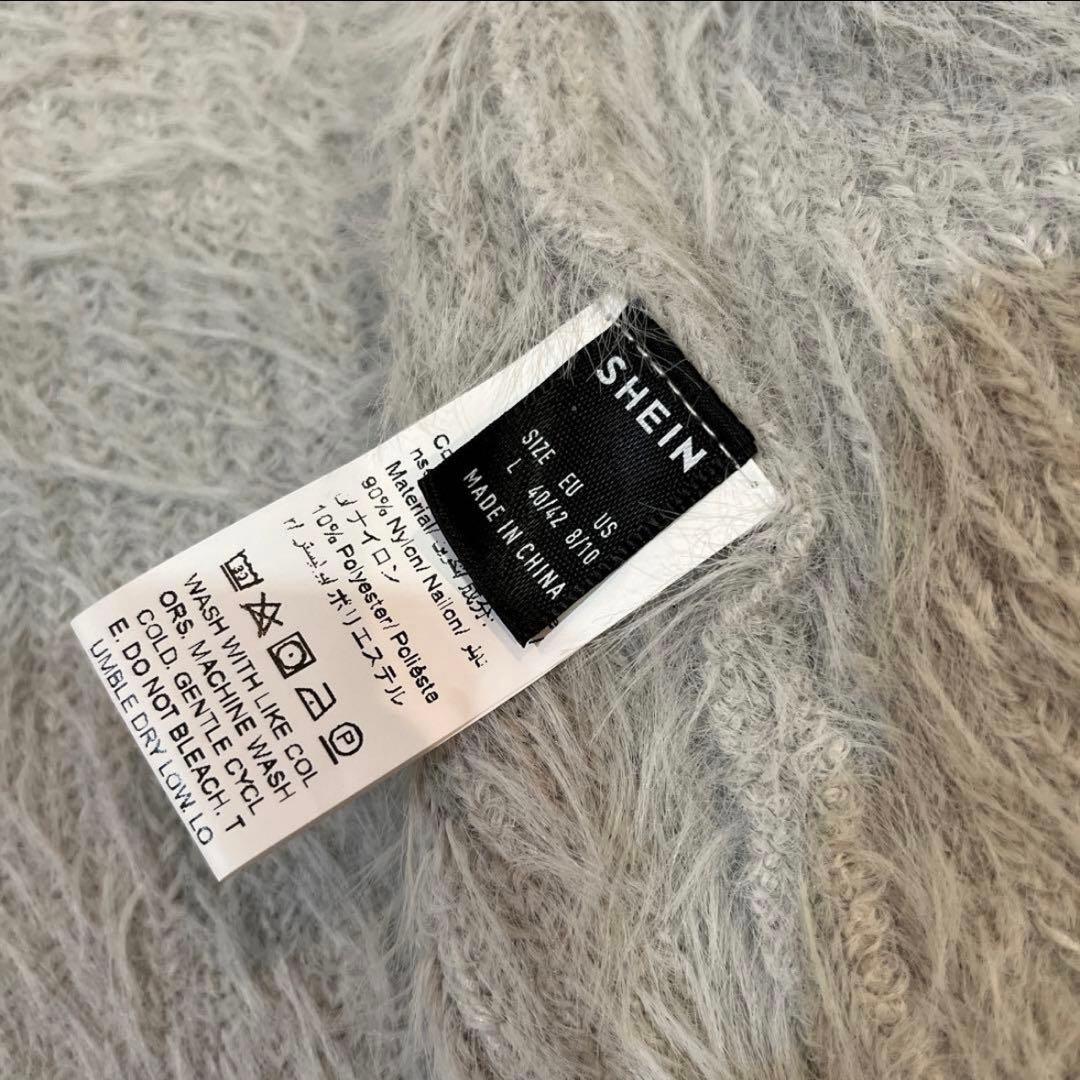 SHEIN
SIZE EU US
L 40/42 8/10
MADE IN CHINA
Material/
90% Nylon/ Nailon/
ナイロン
10% Polyester/ Poliéste
r/ بوليستر ポリエステル
30
P
WASH WITH LIKE COL
ORS. MACHINE WASH
COLD. GENTLE CYCL
E. DO NOT BLEACH. T
UMBLE DRY LOW. LO